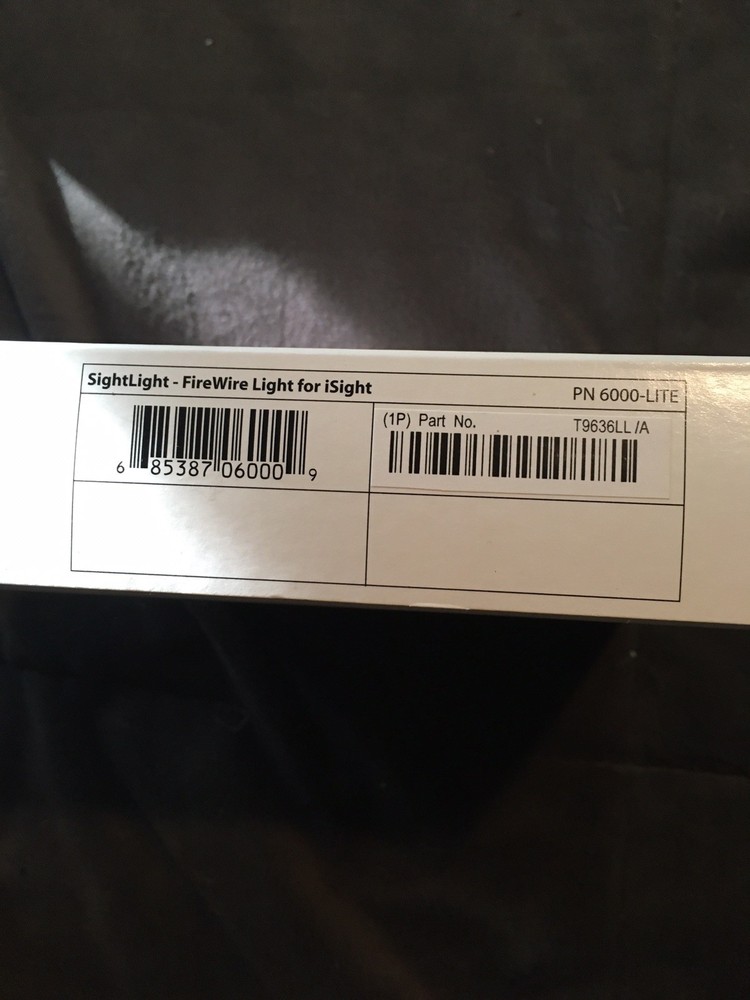 SightLight - FireWire Light for iSight
PN 6000-LITE
6 85387 06000 9
(1P) Part No. T9636LL /A